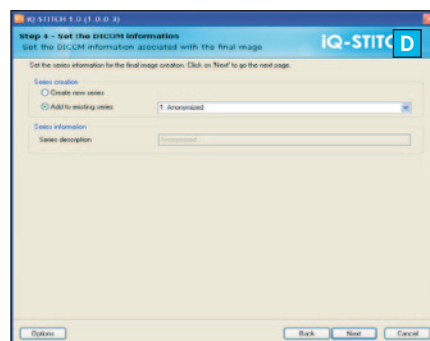 iQ-STITCH 1.0 (1.0.0.3)
Step 4 - Set the DICOM Information
Set the DICOM information asociated with the final image
iQ-STITC
D
Set the series information for the final image creation. Click on 'Next' to go the next page.
Series creation
Create new series
Add to existing series
1: Anonymized
Series information
Series description
Anonymized
Options
Back
Next
Cancel